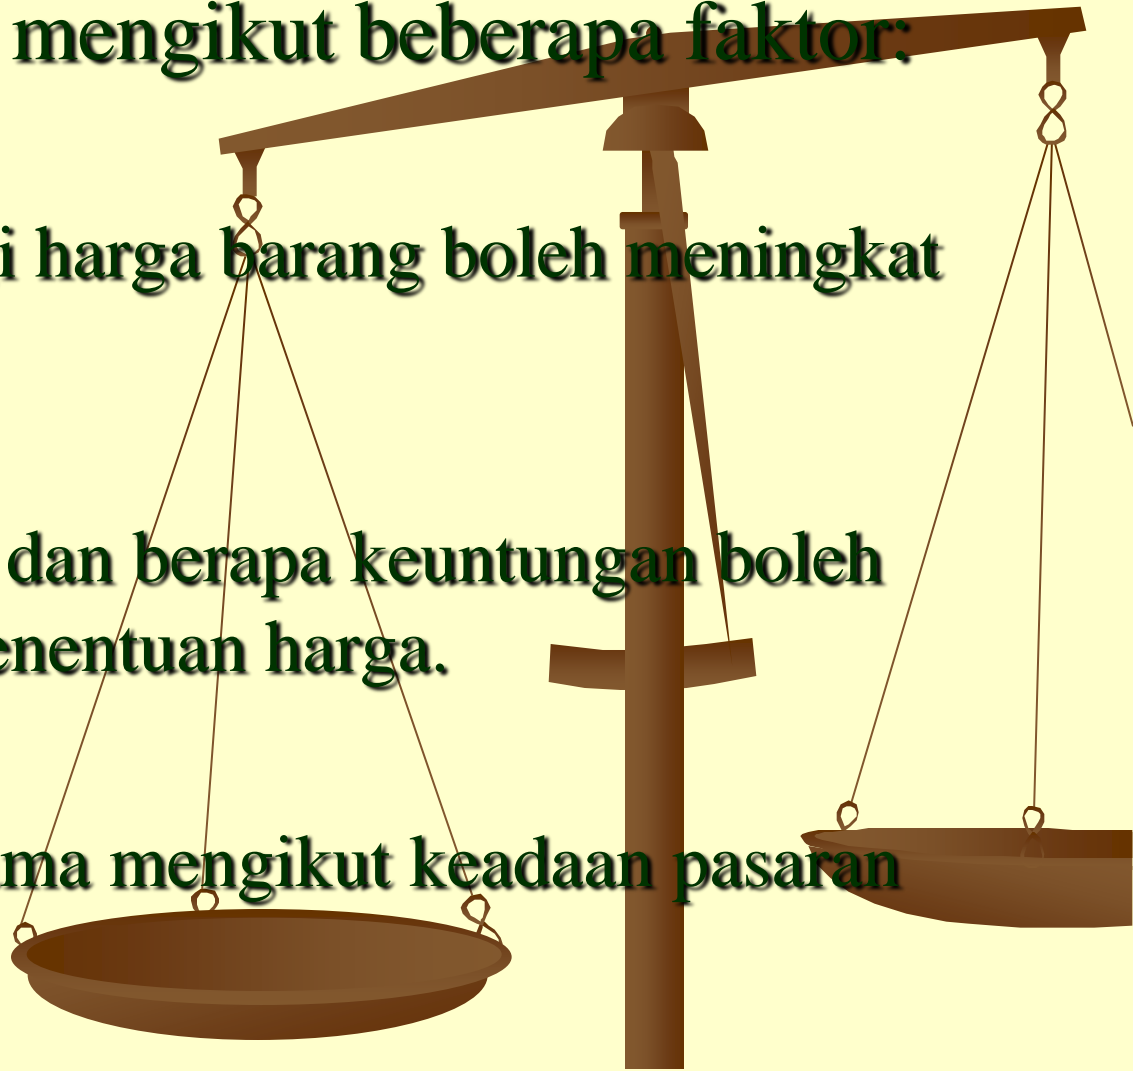 mengikut beberapa faktor:
i harga barang boleh meningkat
dan berapa keuntungan boleh
enentuan harga.
ma mengikut keadaan pasaran